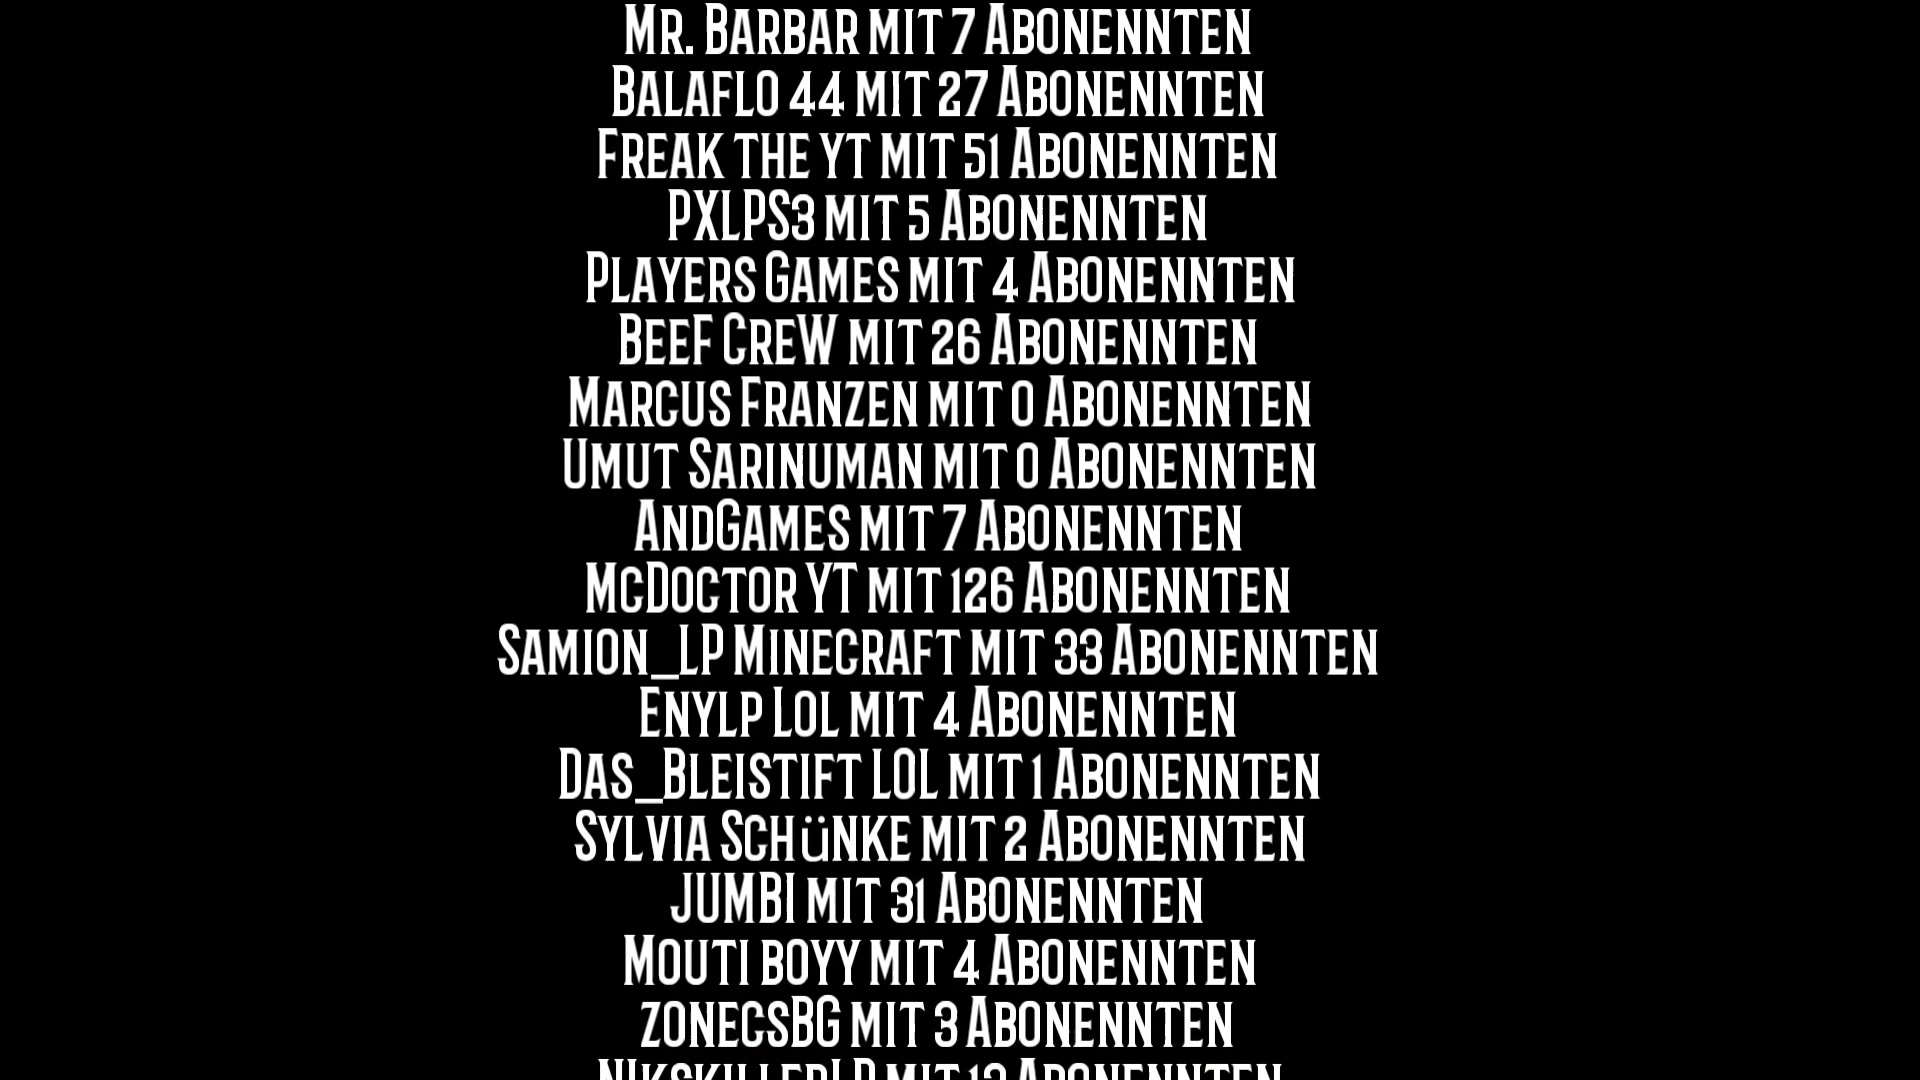 Mr. Barbar mit 7 Abonennten
Balaflo 44 mit 27 Abonennten
Freak the yt mit 51 Abonennten
PXLPS3 mit 5 Abonennten
Players Games mit 4 Abonennten
BeeF CreW mit 26 Abonennten
Marcus Franzen mit 0 Abonennten
Umut Sarinuman mit 0 Abonennten
AndGames mit 7 Abonennten
McDoctor YT mit 126 Abonennten
Samion_LP Minecraft mit 33 Abonennten
Enylp Lol mit 4 Abonennten
Das_Bleistift LOL mit 1 Abonennten
Sylvia Schünke mit 2 Abonennten
JUMBI mit 31 Abonennten
Mouti boyy mit 4 Abonennten
zonecsBG mit 3 Abonennten
mit Abonennten